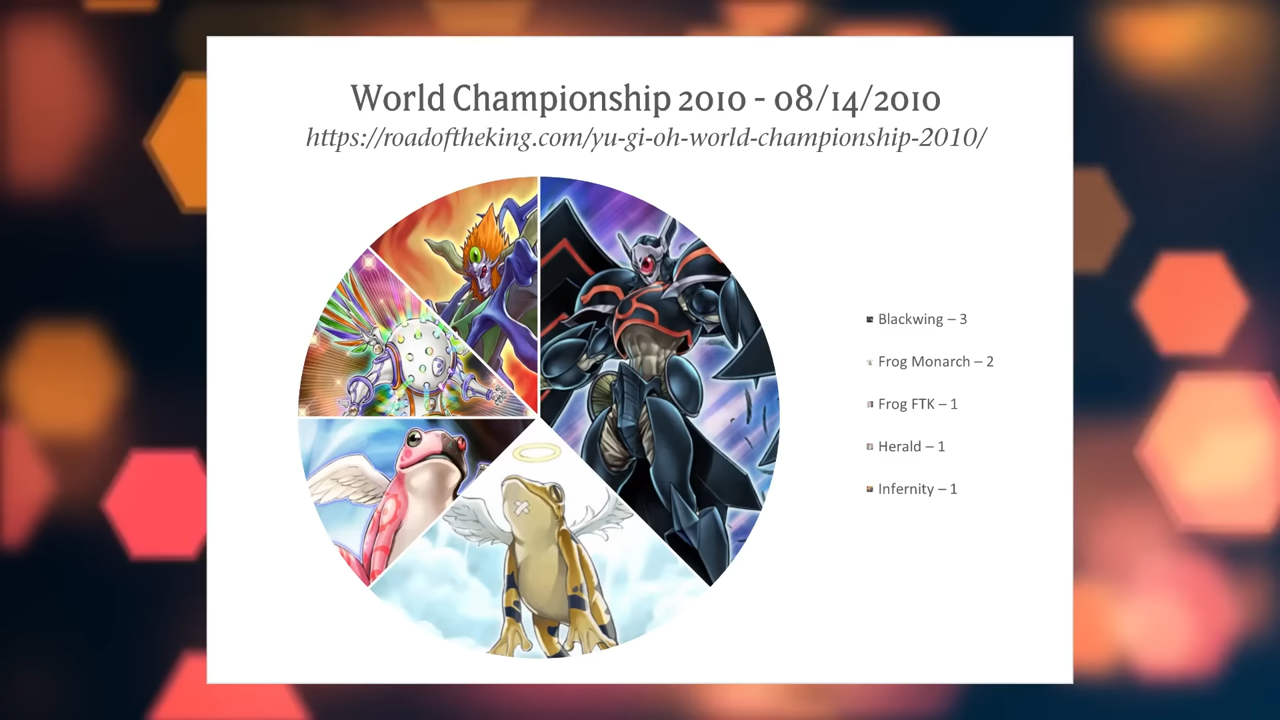 World Championship 2010 - 08/14/2010
https://roadoftheking.com/yu-gi-oh-world-championship-2010/
Blackwing – 3
Frog Monarch – 2
Frog FTK – 1
Herald – 1
Infernity – 1